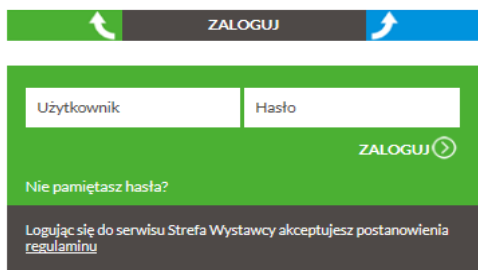 ZALOGUJ
Użytkownik
Hasło
ZALOGUJ
Nie pamiętasz hasła?
Logując się do serwisu Strefa Wystawcy akceptujesz postanowienia
regulaminu